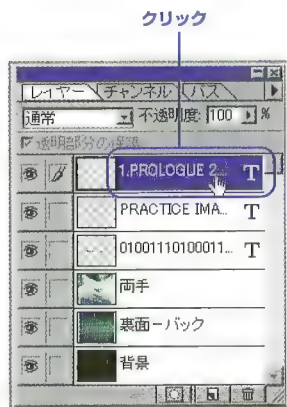 クリック
レイヤー チャンネル パス
通常 不透明度: 100 %
透明部分の保護
1.PROLOGUE 2... T
PRACTICE IMA... T
01001110100011... T
両手
裏面-バック
背景